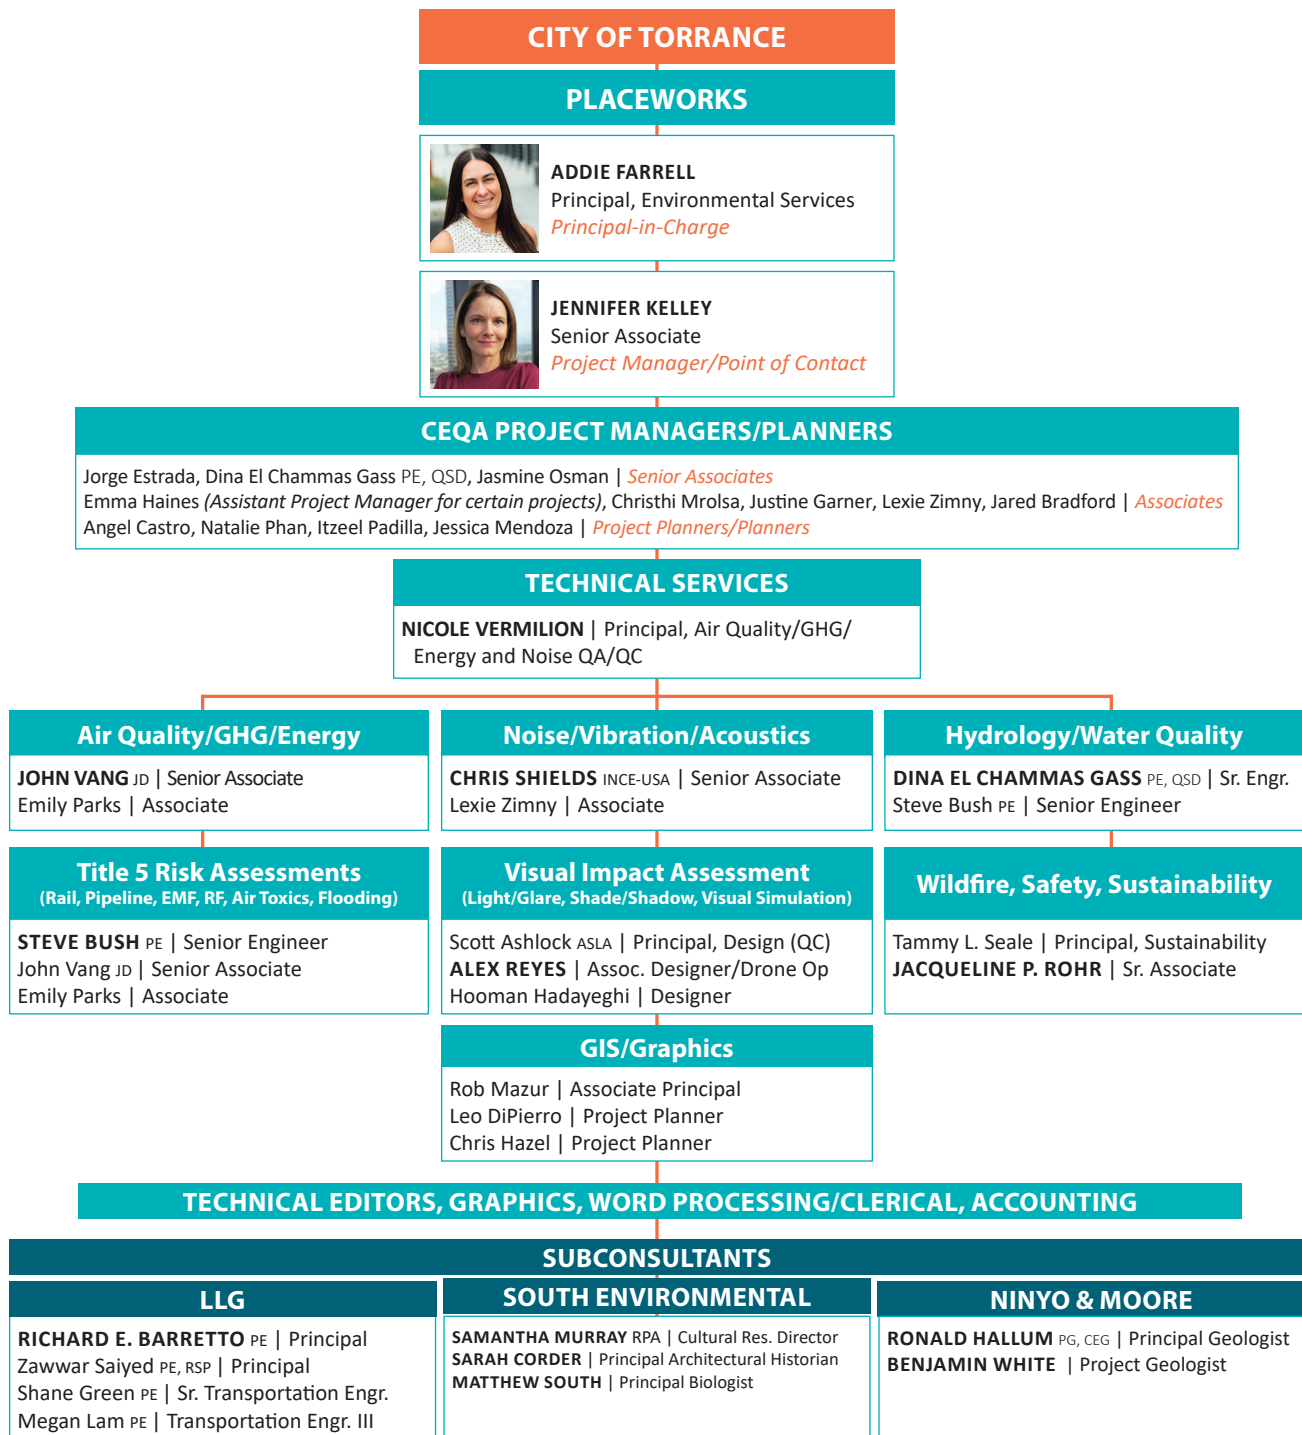 CITY OF TORRANCE
PLACEWORKS
ADDIE FARRELL
Principal, Environmental Services
Principal-in-Charge
JENNIFER KELLEY
Senior Associate
Project Manager/Point of Contact
CEQA PROJECT MANAGERS/PLANNERS
Jorge Estrada, Dina El Chammas Gass PE, QSD, Jasmine Osman | Senior Associates
Emma Haines (Assistant Project Manager for certain projects), Christhi Mrolsa, Justine Garner, Lexie Zimny, Jared Bradford | Associates
Angel Castro, Natalie Phan, Itzeel Padilla, Jessica Mendoza | Project Planners/Planners
TECHNICAL SERVICES
NICOLE VERMILION | Principal, Air Quality/GHG/
Energy and Noise QA/QC
Air Quality/GHG/Energy
JOHN VANG JD | Senior Associate
Emily Parks | Associate
Noise/Vibration/Acoustics
CHRIS SHIELDS INCE-USA | Senior Associate
Lexie Zimny | Associate
Hydrology/Water Quality
DINA EL CHAMMAS GASS PE, QSD | Sr. Engr.
Steve Bush PE | Senior Engineer
Title 5 Risk Assessments
(Rail, Pipeline, EMF, RF, Air Toxics, Flooding)
STEVE BUSH PE | Senior Engineer
John Vang JD | Senior Associate
Emily Parks | Associate
Visual Impact Assessment
(Light/Glare, Shade/Shadow, Visual Simulation)
Scott Ashlock ASLA | Principal, Design (QC)
ALEX REYES | Assoc. Designer/Drone Op
Hooman Hadayeghi | Designer
Wildfire, Safety, Sustainability
Tammy L. Seale | Principal, Sustainability
JACQUELINE P. ROHR | Sr. Associate
GIS/Graphics
Rob Mazur | Associate Principal
Leo DiPierro | Project Planner
Chris Hazel | Project Planner
TECHNICAL EDITORS, GRAPHICS, WORD PROCESSING/CLERICAL, ACCOUNTING
SUBCONSULTANTS
LLG
RICHARD E. BARRETTO PE | Principal
Zawwar Saiyed PE, RSP | Principal
Shane Green PE | Sr. Transportation Engr.
Megan Lam PE | Transportation Engr. III
SOUTH ENVIRONMENTAL
SAMANTHA MURRAY RPA | Cultural Res. Director
SARAH CORDER | Principal Architectural Historian
MATTHEW SOUTH | Principal Biologist
NINYO & MOORE
RONALD HALLUM PG, CEG | Principal Geologist
BENJAMIN WHITE | Project Geologist